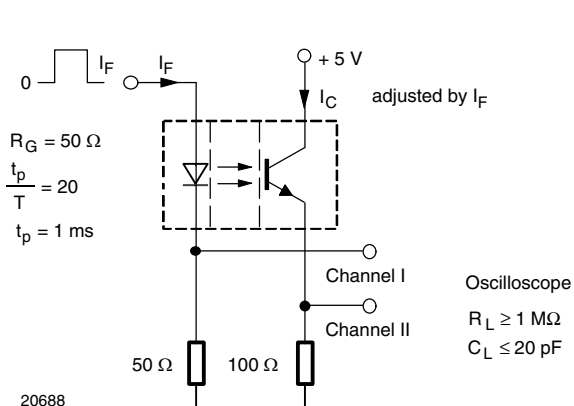 0
I_F
I_F
+ 5 V
I_C
adjusted by I_F
R_G = 50 Ω
t_p
T
= 20
t_p = 1 ms
Channel I
Channel II
Oscilloscope
R_L ≥ 1 MΩ
C_L ≤ 20 pF
50 Ω
100 Ω
20688